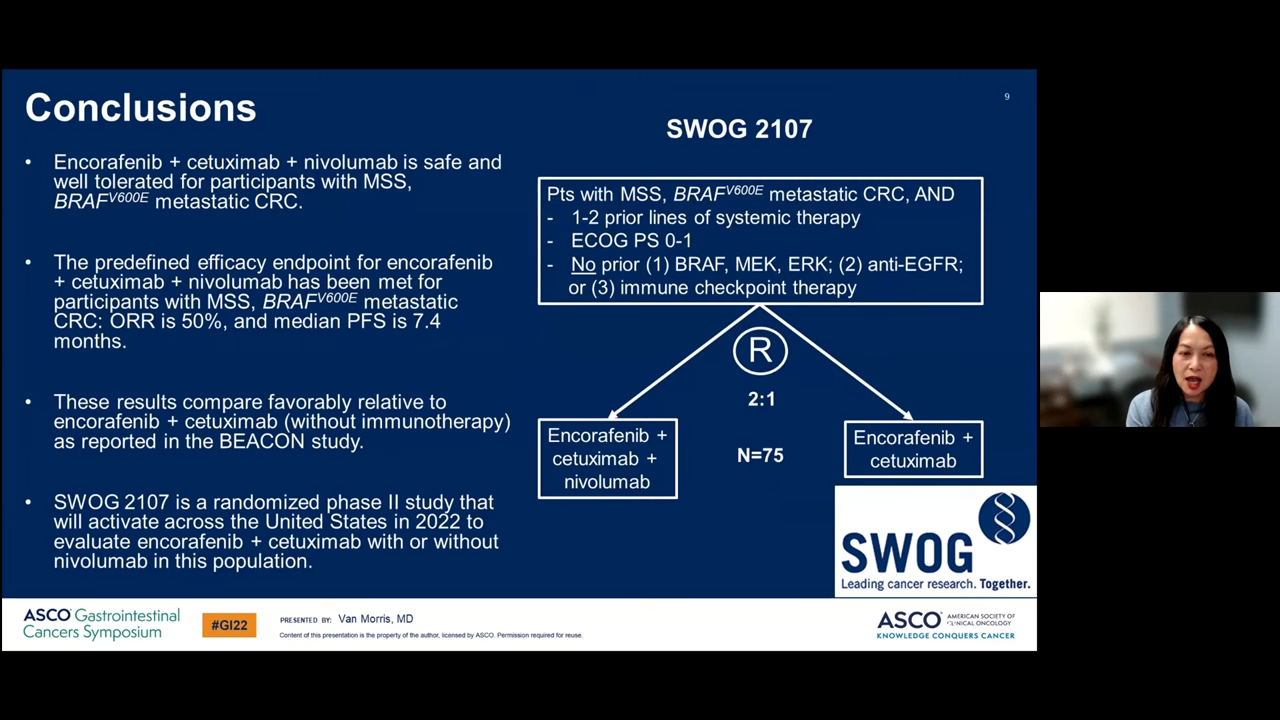 9
Conclusions
• Encorafenib + cetuximab + nivolumab is safe and
well tolerated for participants with MSS,
BRAFV600E metastatic CRC.
• The predefined efficacy endpoint for encorafenib
+ cetuximab + nivolumab has been met for
participants with MSS, BRAFV600E metastatic
CRC: ORR is 50%, and median PFS is 7.4
months.
• These results compare favorably relative to
encorafenib + cetuximab (without immunotherapy)
as reported in the BEACON study.
• SWOG 2107 is a randomized phase II study that
will activate across the United States in 2022 to
evaluate encorafenib + cetuximab with or without
nivolumab in this population.
SWOG 2107
Pts with MSS, BRAFV600E metastatic CRC, AND
- 1-2 prior lines of systemic therapy
- ECOG PS 0-1
- No prior (1) BRAF, MEK, ERK; (2) anti-EGFR;
or (3) immune checkpoint therapy
R
2:1
N=75
Encorafenib +
cetuximab +
nivolumab
Encorafenib +
cetuximab
SWOG
Leading cancer research. Together.
ASCO Gastrointestinal
Cancers Symposium
#GI22
PRESENTED BY: Van Morris, MD
Content of this presentation is the property of the author, licensed by ASCO. Permission required for reuse.
ASCO AMERICAN SOCIETY OF
CLINICAL ONCOLOGY
KNOWLEDGE CONQUERS CANCER